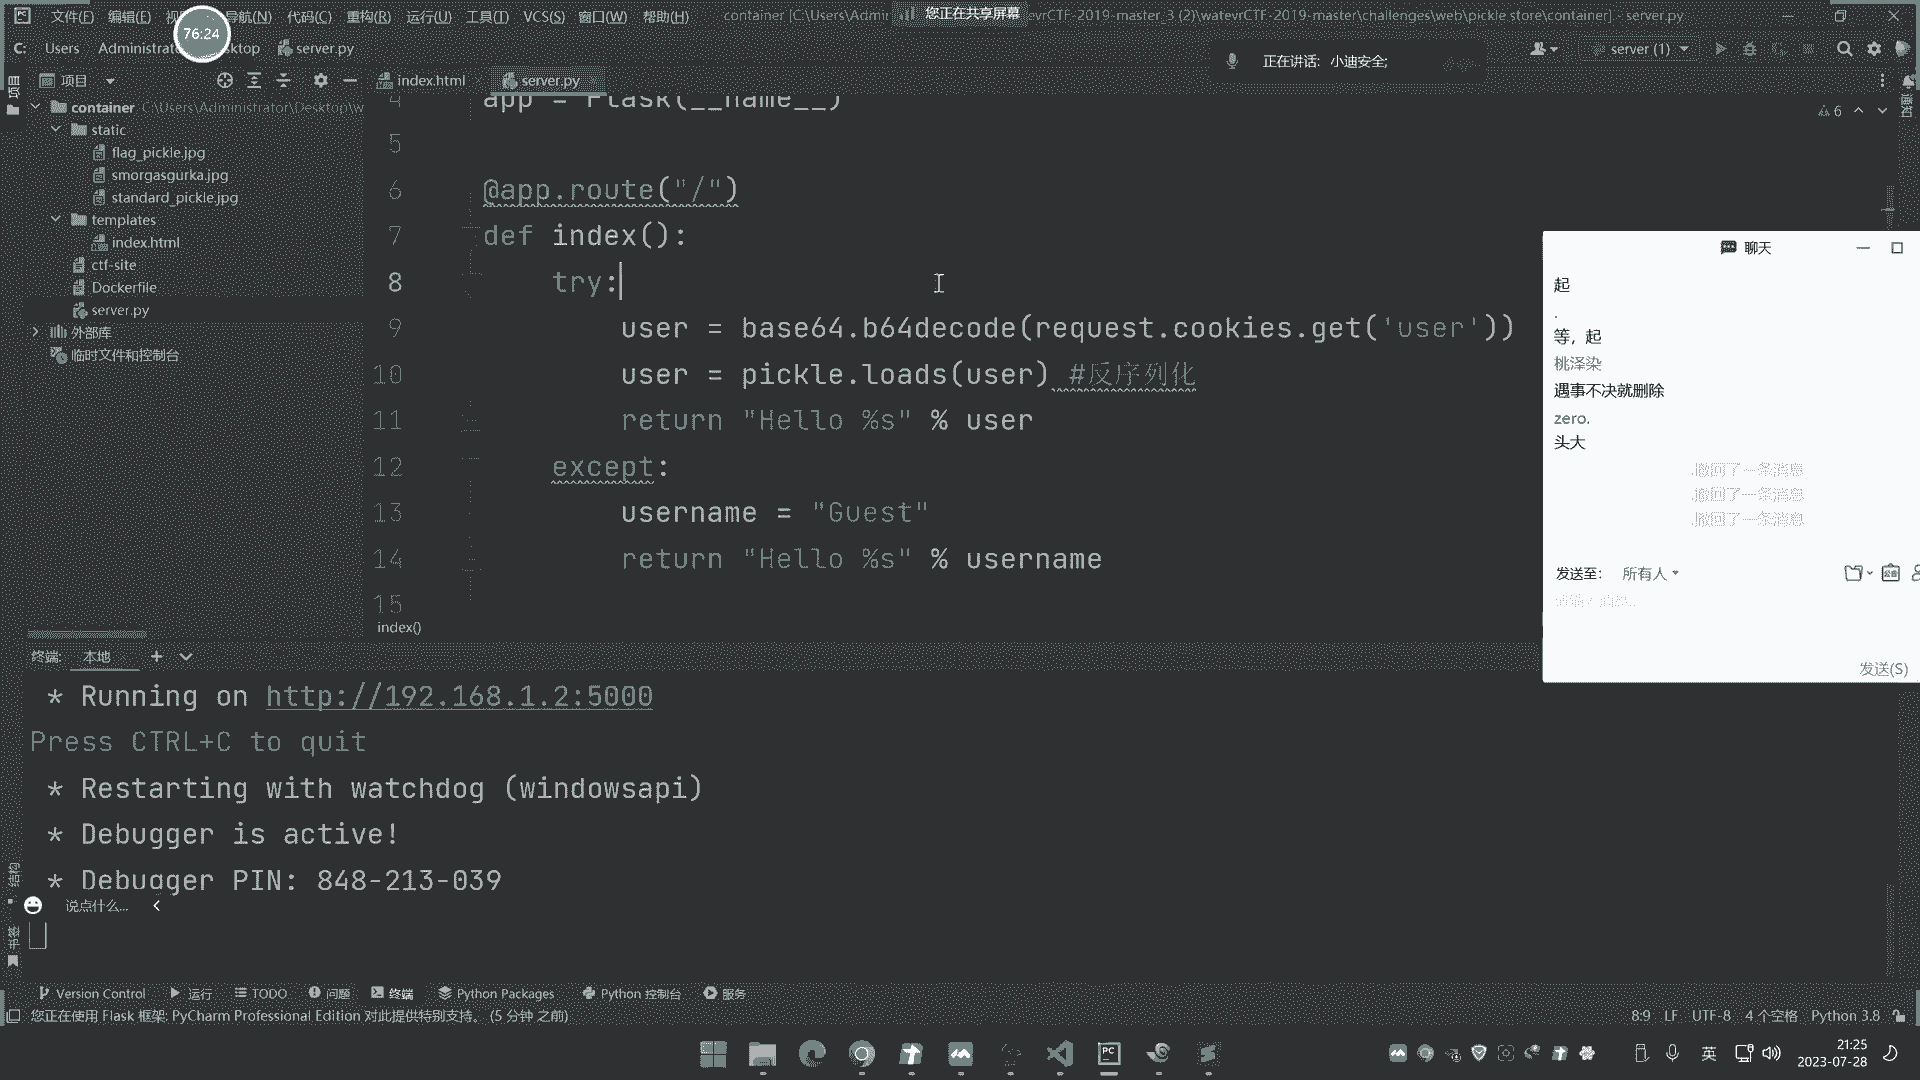 文件(F) 编辑(E) 导航(N) 代码(C) 重构(R) 运行(U) 工具(T) VCS(S) 窗口(W) 帮助(H)
container [C:\Users\Admir
您正在共享屏幕
evrCTF-2019-master_3 (2)\watevrCTF-2019-master\challenges\web\pickle store\container] - server.py
76:24
C: Users Administrat ktop server.py
server (1)
正在讲话: 小迪安全;
项目
项目
index.html
server.py
container C:\Users\Administrator\Desktop\w
static
flag_pickle.jpg
smorgasgurka.jpg
standard_pickle.jpg
templates
index.html
ctf-site
Dockerfile
server.py
外部库
临时文件和控制台
6
通知
4 app = Flask(__name__)
5
6 @app.route("/")
7 def index():
8 try:
9 user = base64.b64decode(request.cookies.get('user'))
10 user = pickle.loads(user) #反序列化
11 return "Hello %s" % user
12 except:
13 username = "Guest"
14 return "Hello %s" % username
15
index()
聊天
起
.
等，起
桃泽染
遇事不决就删除
zero.
头大
.撤回了一条消息
.撤回了一条消息
.撤回了一条消息
发送至: 所有人
发送(S)
终端: 本地
* Running on http://192.168.1.2:5000
Press CTRL+C to quit
* Restarting with watchdog (windowsapi)
* Debugger is active!
* Debugger PIN: 848-213-039
说点什么...
结构
书签
Version Control 运行 TODO 问题 终端 Python Packages Python 控制台 服务
您正在使用 Flask 框架: PyCharm Professional Edition 对此提供特别支持。 (5 分钟 之前)
8:9 LF UTF-8 4 个空格 Python 3.8
英
21:25
2023-07-28